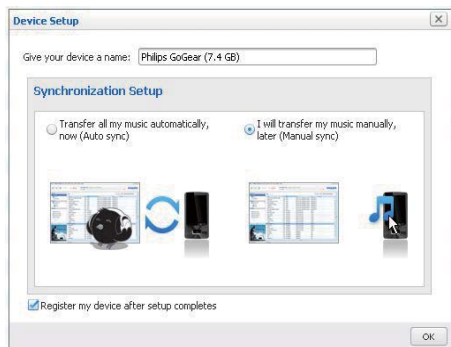 Device Setup
Give your device a name: Philips GoGear (7.4 GB)
Synchronization Setup
Transfer all my music automatically,
now (Auto sync)
I will transfer my music manually,
later (Manual sync)
Register my device after setup completes
OK